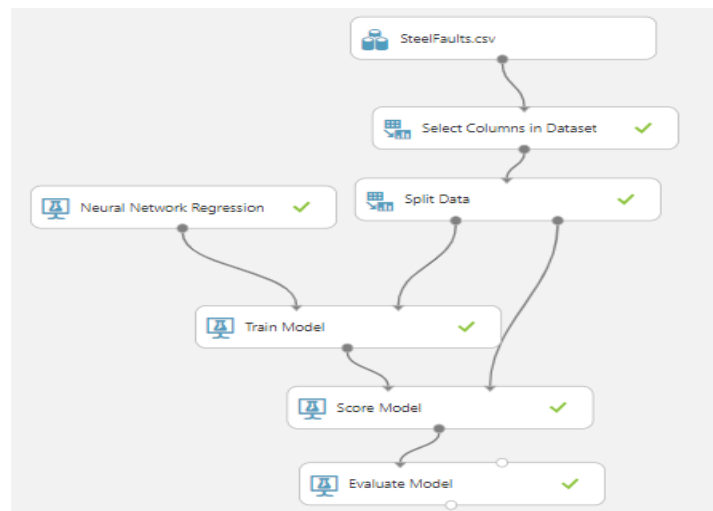 SteelFaults.csv
Select Columns in Dataset
Neural Network Regression
Split Data
Train Model
Score Model
Evaluate Model